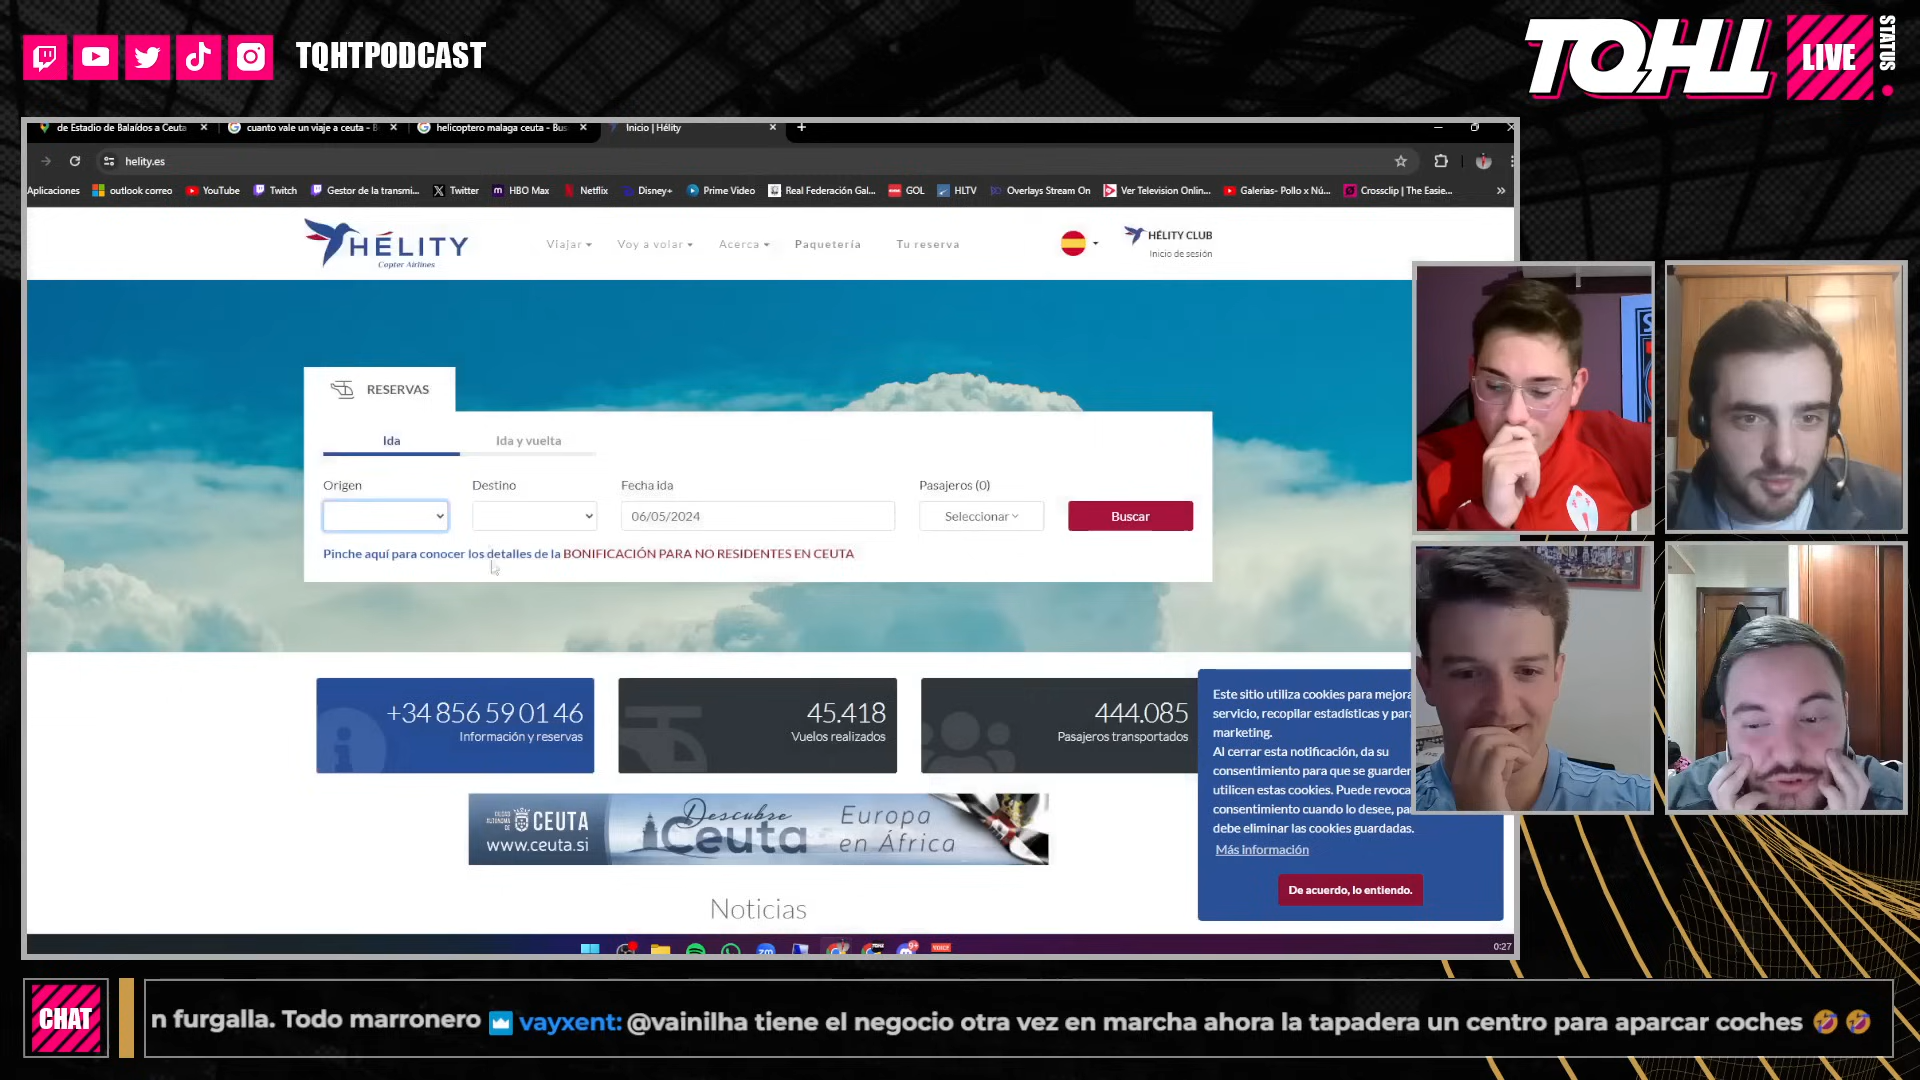 TQHTPODCAST
TQHT
LIVE
STATUS
de Estadio de Balaídos a Ceuta
cuanto vale un viaje a ceuta - B
helicoptero malaga ceuta - Bus
Inicio | Hélity
helity.es
Aplicaciones
outlook correo
YouTube
Twitch
Gestor de la transmi...
Twitter
HBO Max
Netflix
Disney+
Prime Video
Real Federación Gal...
GOL
HLTV
Overlays Stream On
Ver Television Onlin...
Galerias- Pollo x Nú...
Crossclip | The Easie...
HÉLITY
Copter Airlines
Viajar
Voy a volar
Acerca
Paquetería
Tu reserva
HÉLITY CLUB
Inicio de sesión
RESERVAS
Ida
Ida y vuelta
Origen
Destino
Fecha ida
Pasajeros (0)
06/05/2024
Seleccionar
Buscar
Pinche aquí para conocer los detalles de la BONIFICACIÓN PARA NO RESIDENTES EN CEUTA
+34 856 59 01 46
Información y reservas
45.418
Vuelos realizados
444.085
Pasajeros transportados
Este sitio utiliza cookies para mejora
servicio, recopilar estadísticas y para
marketing.
Al cerrar esta notificación, da su
consentimiento para que se guarden
utilicen estas cookies. Puede revoca
consentimiento cuando lo desee, pa
debe eliminar las cookies guardadas.
Más información
De acuerdo, lo entiendo.
CEUTA
www.ceuta.si
Descubre
Ceuta
Europa
en África
Noticias
0:27
CHAT
n furgalla. Todo marronero vayxent: @vainilha tiene el negocio otra vez en marcha ahora la tapadera un centro para aparcar coches